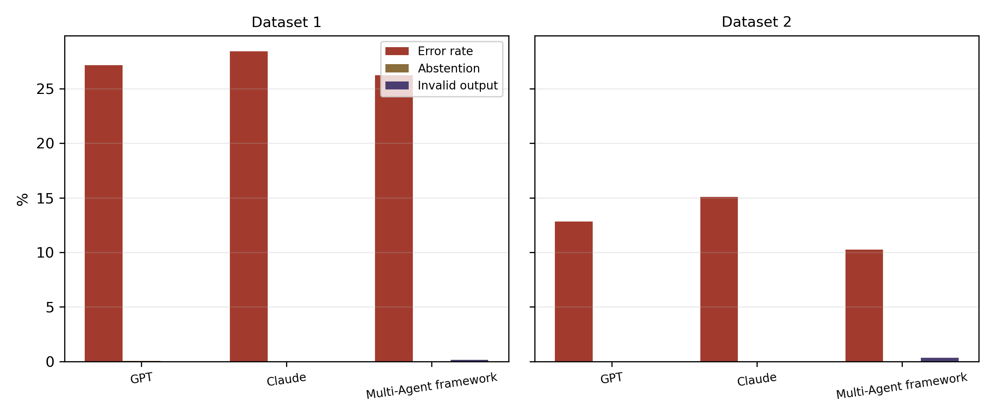 Dataset 1
Error rate
Abstention
Invalid output
25
20
15
10
5
0
%
GPT
Claude
Multi-Agent framework
Dataset 2
GPT
Claude
Multi-Agent framework